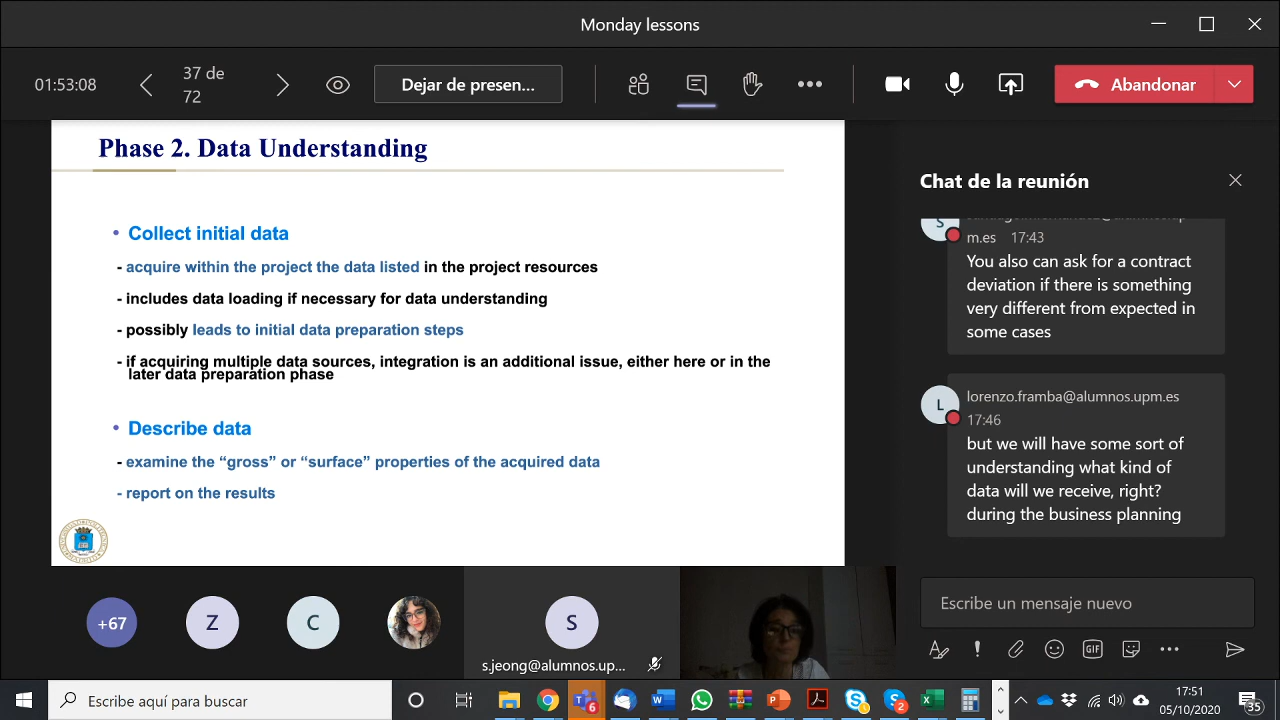 Monday lessons
01:53:08
37 de
72
Dejar de presen...
Abandonar
Phase 2. Data Understanding
• Collect initial data
- acquire within the project the data listed in the project resources
- includes data loading if necessary for data understanding
- possibly leads to initial data preparation steps
- if acquiring multiple data sources, integration is an additional issue, either here or in the
later data preparation phase
• Describe data
- examine the “gross” or “surface” properties of the acquired data
- report on the results
Chat de la reunión
S
m.es 17:43
You also can ask for a contract
deviation if there is something
very different from expected in
some cases
L
lorenzo.framba@alumnos.upm.es
17:46
but we will have some sort of
understanding what kind of
data will we receive, right?
during the business planning
Escribe un mensaje nuevo
GIF
+67
Z
C
S
s.jeong@alumnos.up...
Escribe aquí para buscar
6
2
17:51
05/10/2020
35